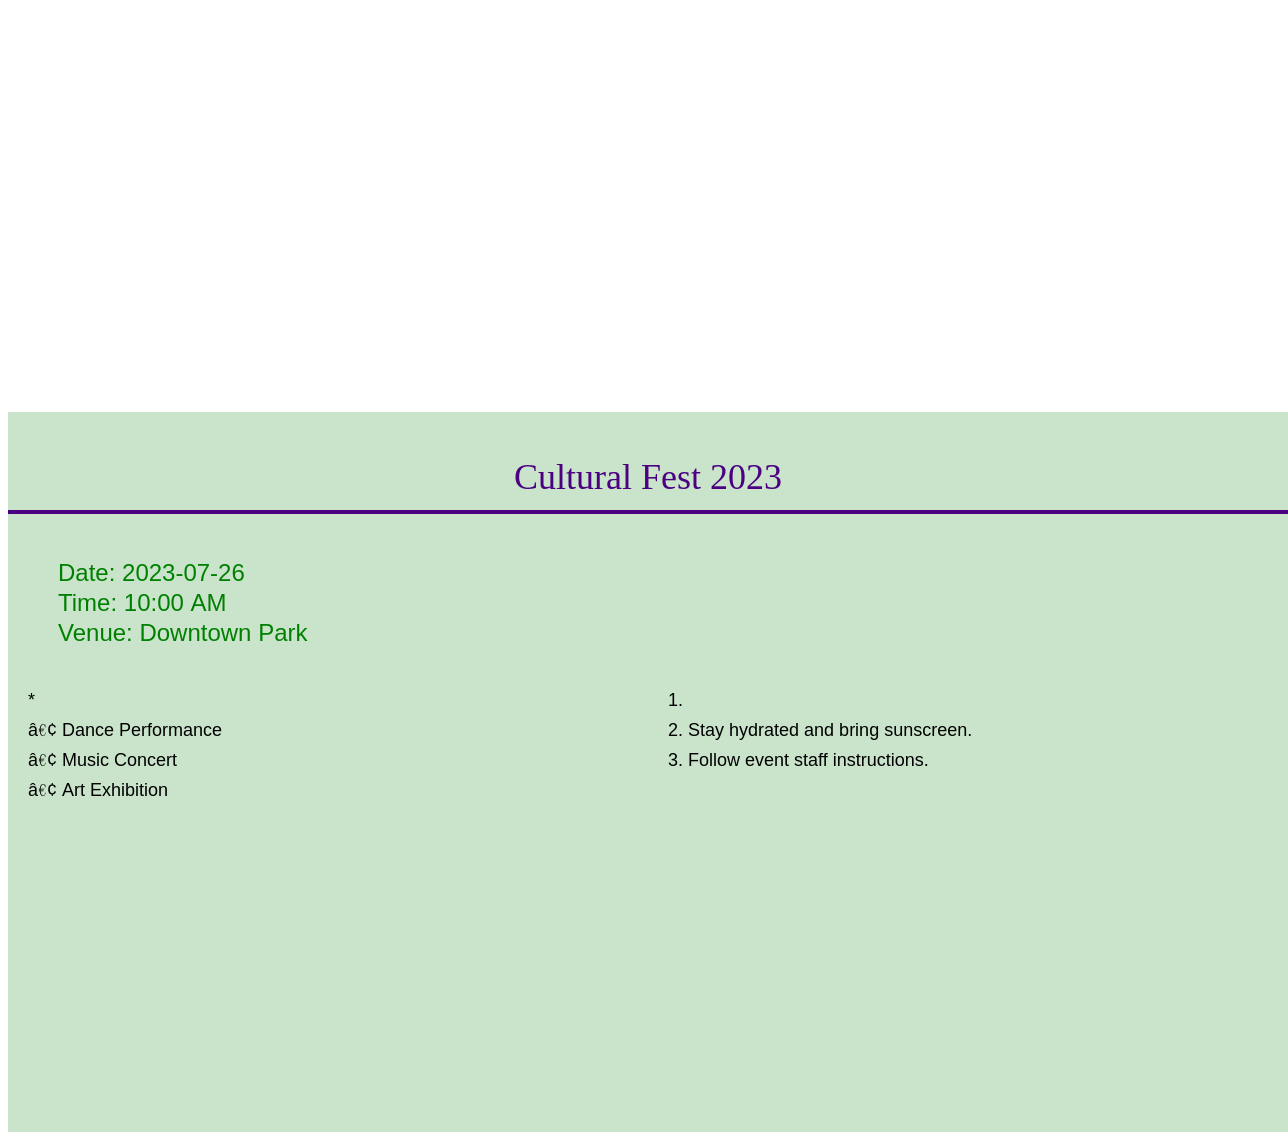 Cultural Fest 2023
Date: 2023-07-26
Time: 10:00 AM
Venue: Downtown Park
*
â€¢ Dance Performance
â€¢ Music Concert
â€¢ Art Exhibition
1.
2. Stay hydrated and bring sunscreen.
3. Follow event staff instructions.